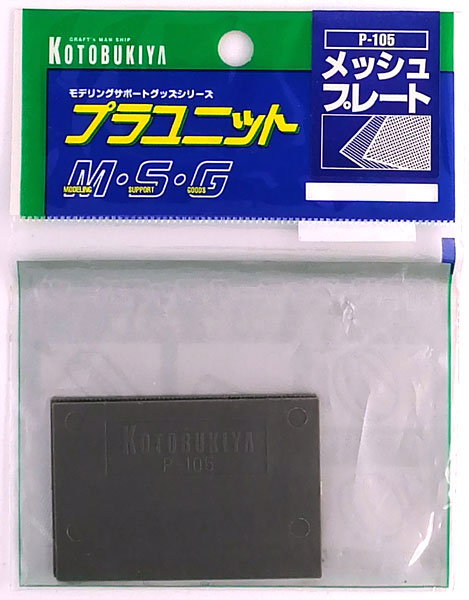 CRAFT's MAN SHIP
KOTOBUKIYA
P-105
メッシュ
プレート
モデリングサポートグッズシリーズ
プラユニット
M・S・G
MODELING SUPPORT GOODS
KOTOBUKIYA
P-105